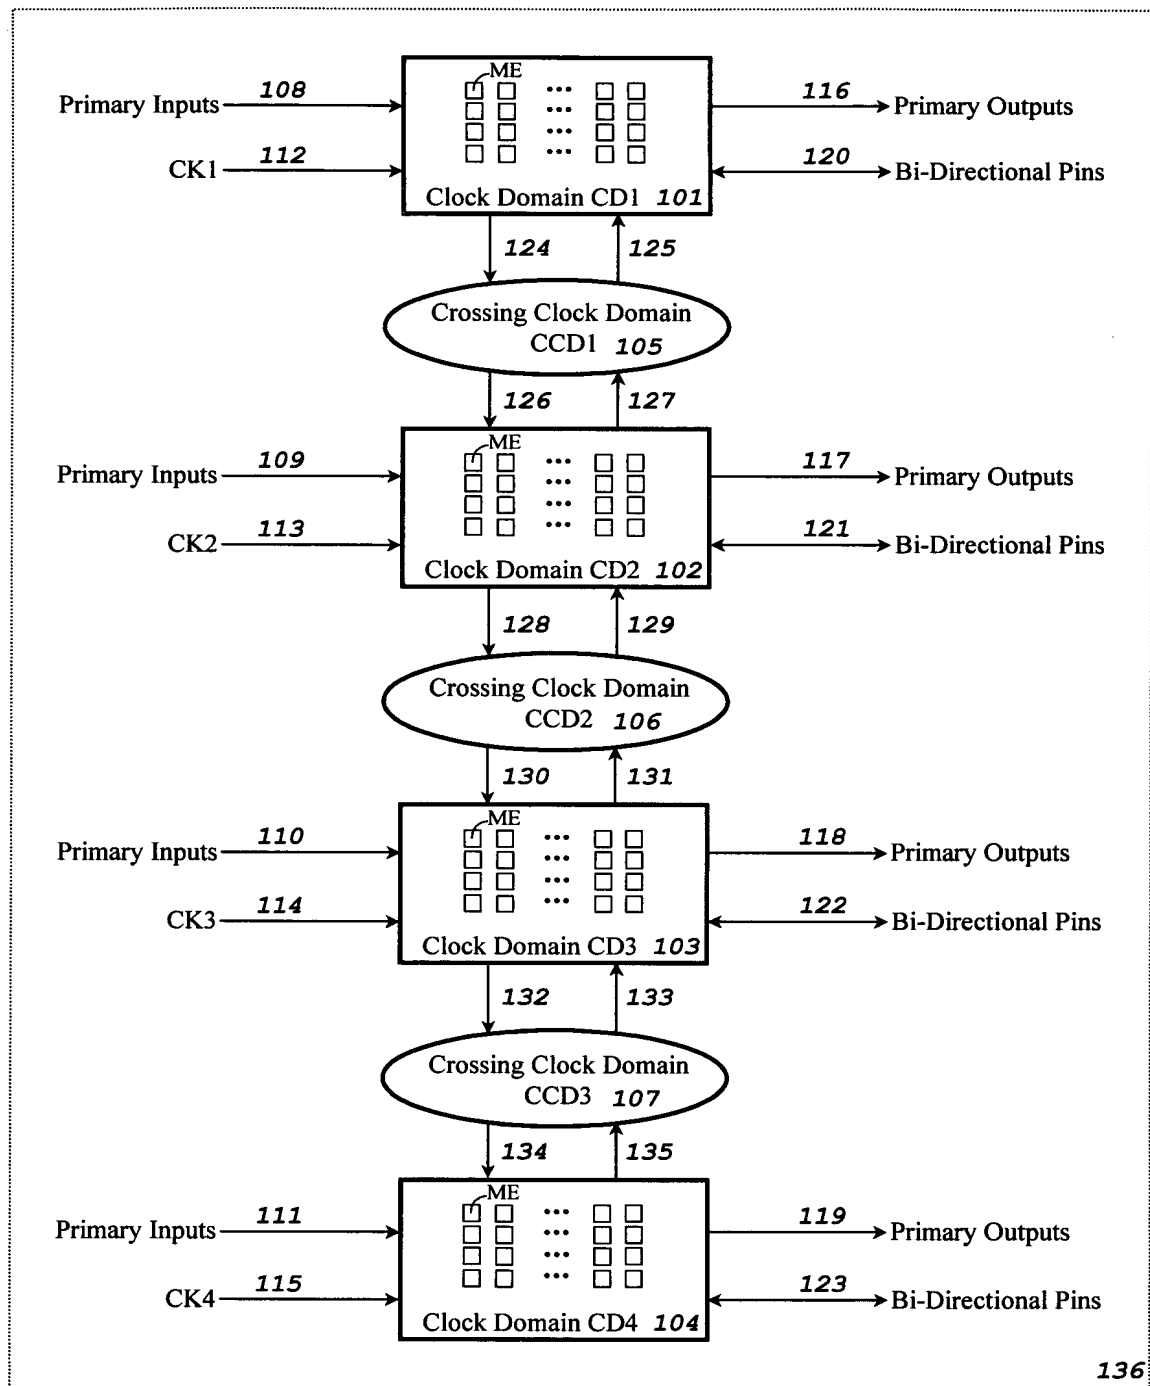 ME
Primary Inputs 108 116 Primary Outputs
CK1 112 120 Bi-Directional Pins
Clock Domain CD1 101
124 125
Crossing Clock Domain
CCD1 105
126 127
ME
Primary Inputs 109 117 Primary Outputs
CK2 113 121 Bi-Directional Pins
Clock Domain CD2 102
128 129
Crossing Clock Domain
CCD2 106
130 131
ME
Primary Inputs 110 118 Primary Outputs
CK3 114 122 Bi-Directional Pins
Clock Domain CD3 103
132 133
Crossing Clock Domain
CCD3 107
134 135
ME
Primary Inputs 111 119 Primary Outputs
CK4 115 123 Bi-Directional Pins
Clock Domain CD4 104
136